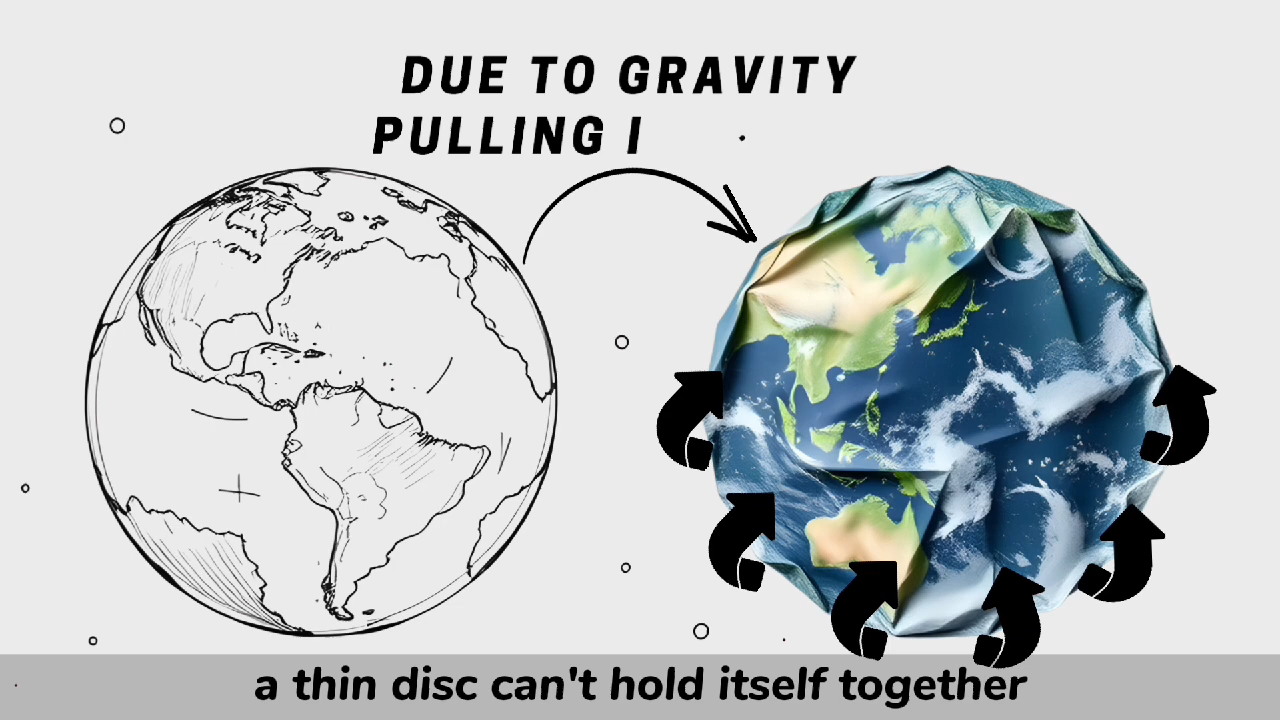 DUE TO GRAVITY
PULLING I
a thin disc can't hold itself together